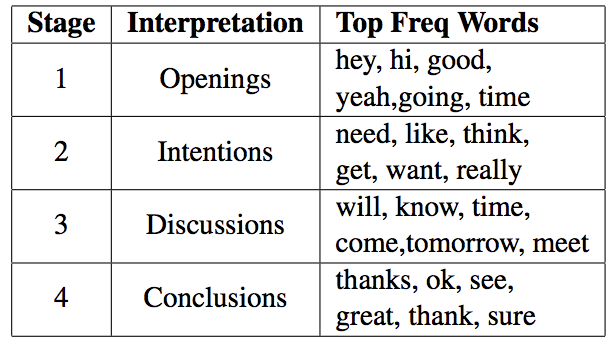 Stage Interpretation Top Freq Words
1 Openings hey, hi, good,
yeah,going, time
2 Intentions need, like, think,
get, want, really
3 Discussions will, know, time,
come,tomorrow, meet
4 Conclusions thanks, ok, see,
great, thank, sure